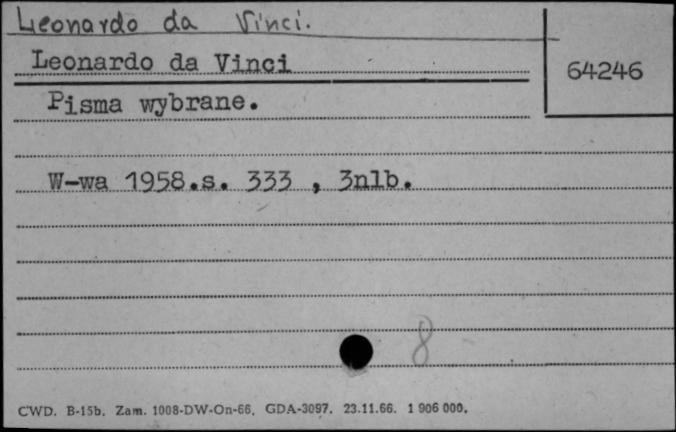 Leonardo da Vinci.
Leonardo da Vinci
64246
Pisma wybrane.
W-wa 1958.s. 333 , 3nlb.
8
CWD. B-15b. Zam. 1008-DW-On-66. GDA-3097. 23.11.66. 1 906 000.